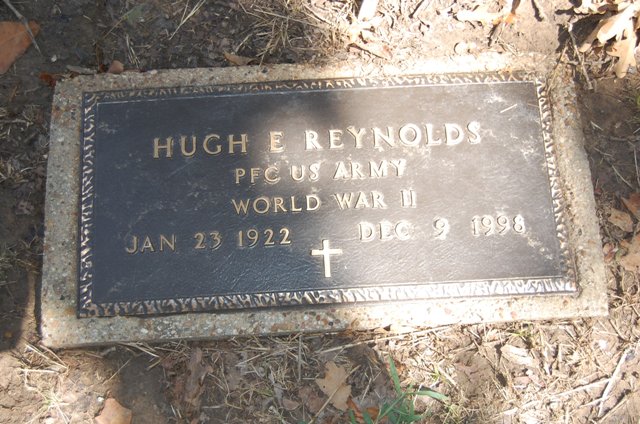 HUGH E REYNOLDS
PFC US ARMY
WORLD WAR II
JAN 23 1922 DEC 9 1998